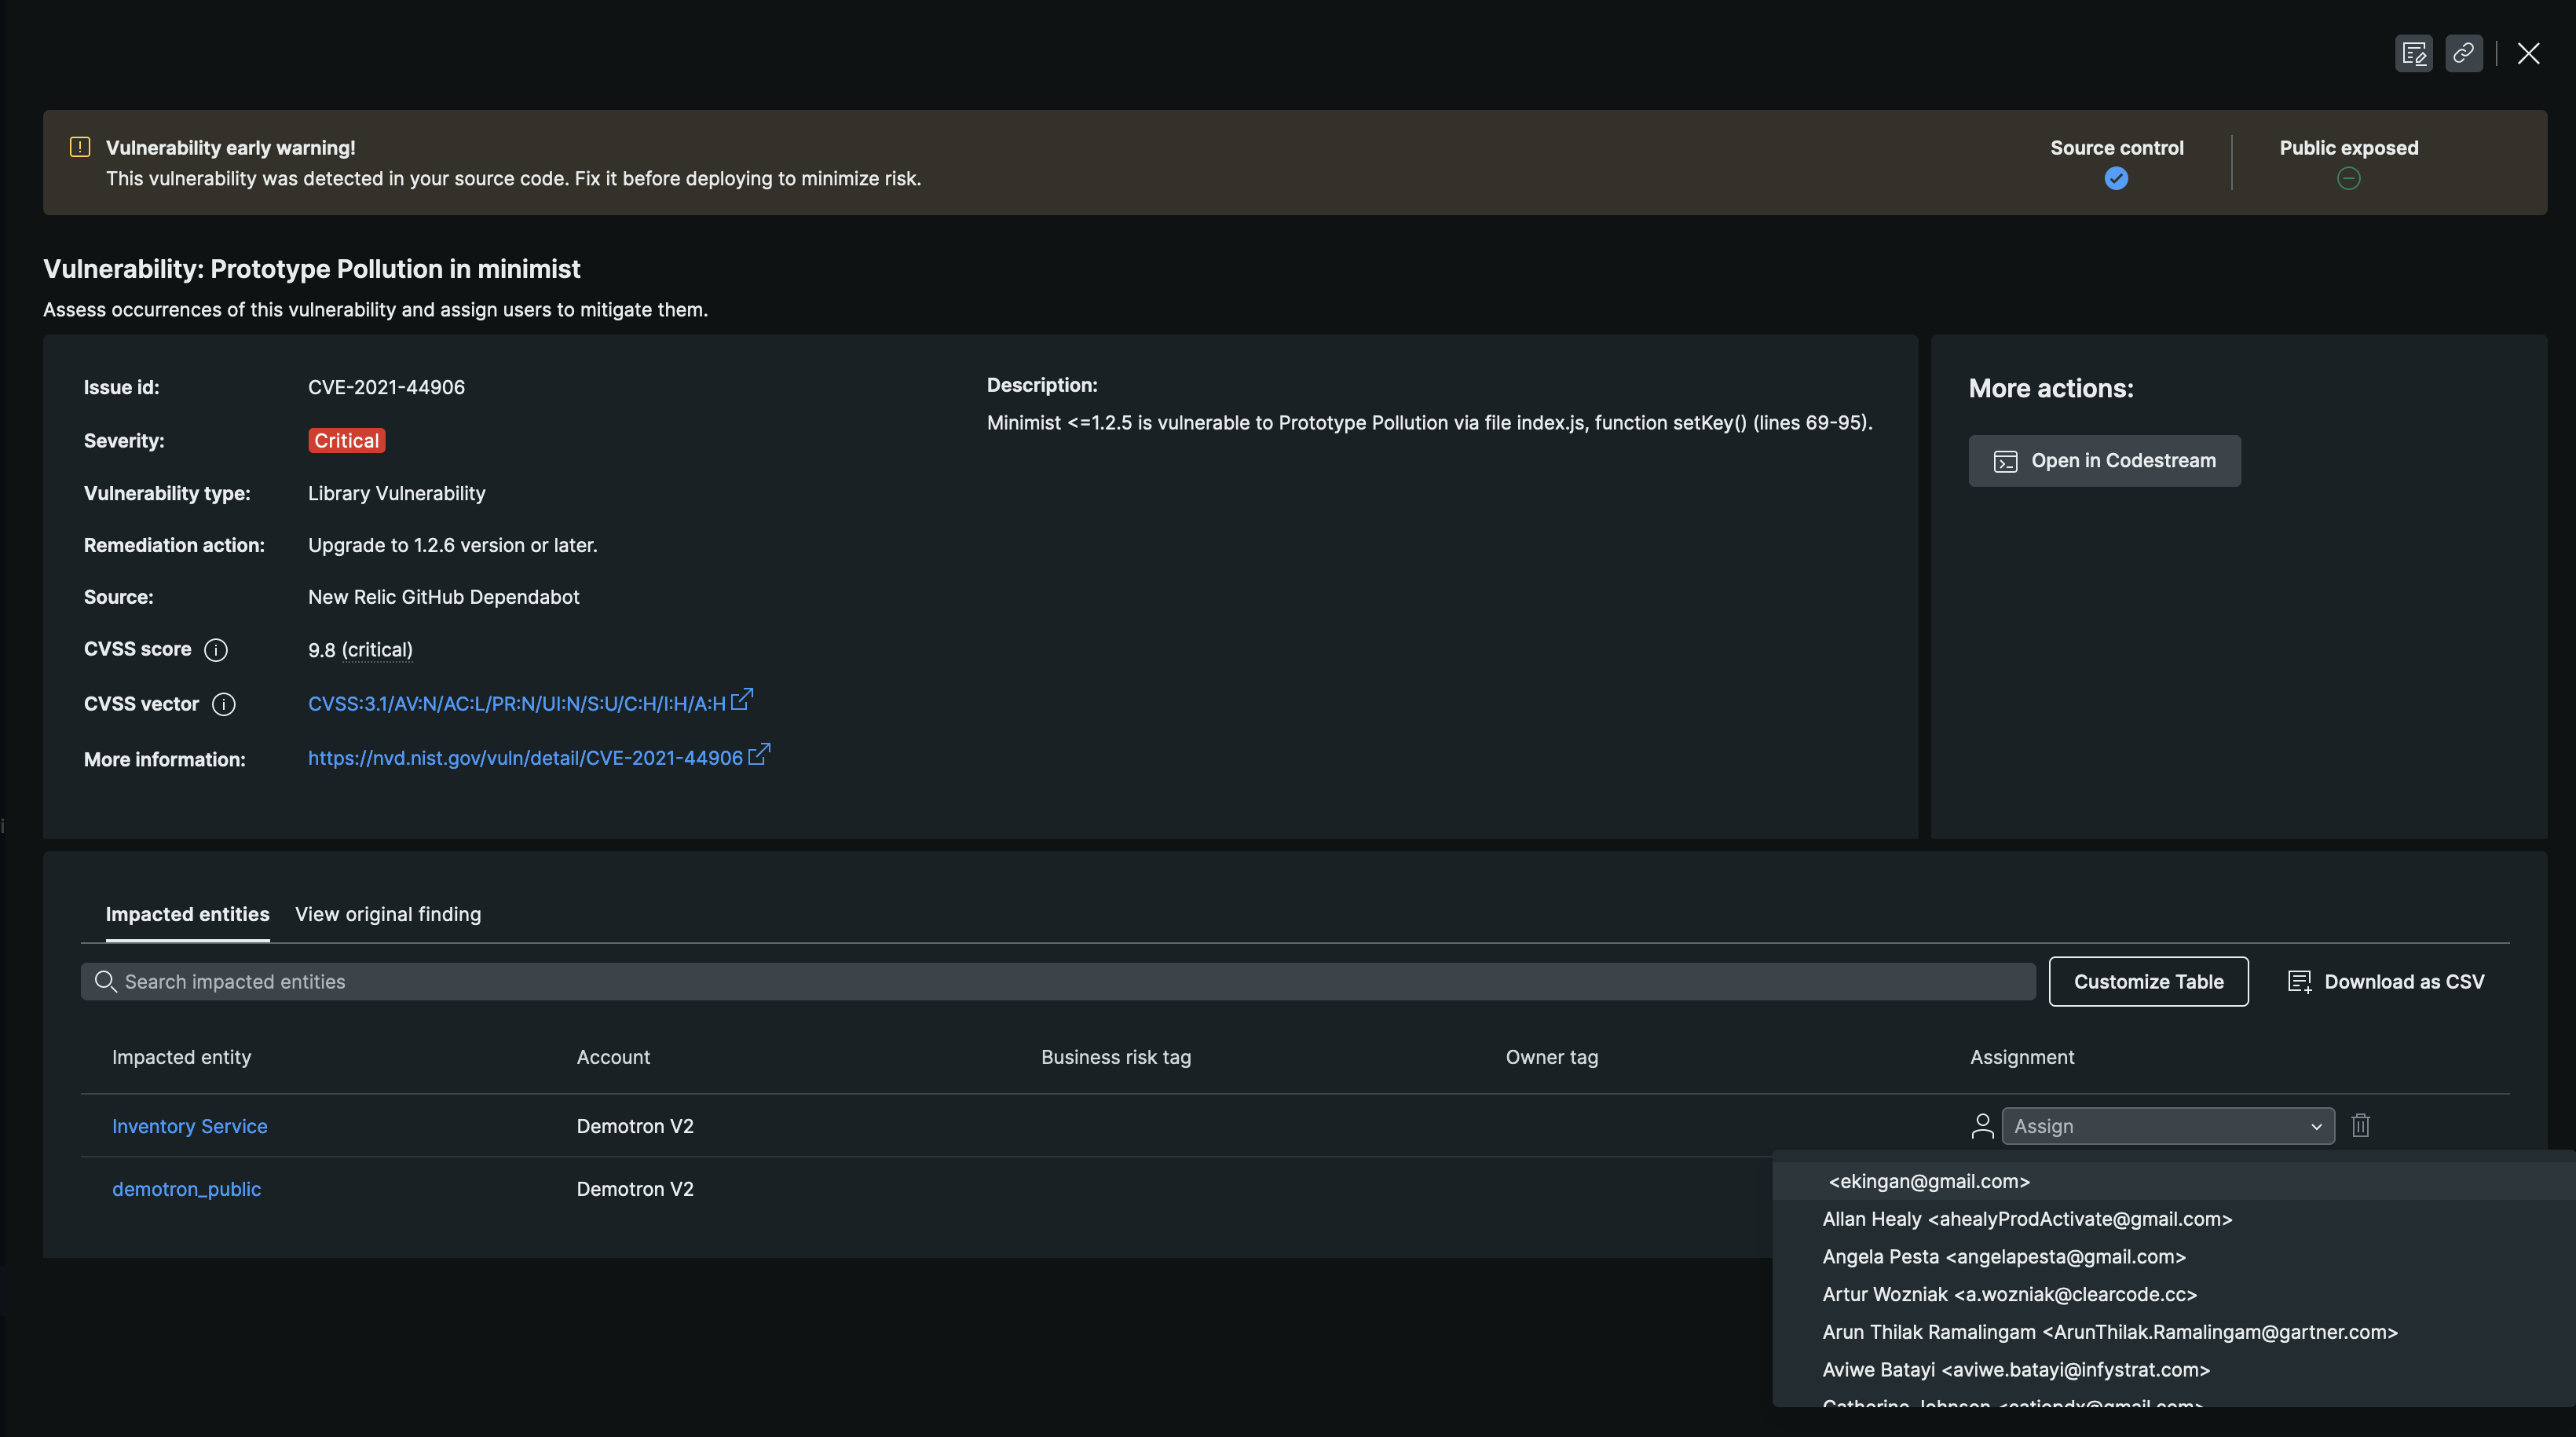 Vulnerability early warning!
This vulnerability was detected in your source code. Fix it before deploying to minimize risk.
Source control
Public exposed
Vulnerability: Prototype Pollution in minimist
Assess occurrences of this vulnerability and assign users to mitigate them.
Issue id: CVE-2021-44906
Severity: Critical
Vulnerability type: Library Vulnerability
Remediation action: Upgrade to 1.2.6 version or later.
Source: New Relic GitHub Dependabot
CVSS score 9.8 (critical)
CVSS vector CVSS:3.1/AV:N/AC:L/PR:N/UI:N/S:U/C:H/I:H/A:H
More information: https://nvd.nist.gov/vuln/detail/CVE-2021-44906
Description:
Minimist <=1.2.5 is vulnerable to Prototype Pollution via file index.js, function setKey() (lines 69-95).
More actions:
Open in Codestream
Impacted entities View original finding
Search impacted entities Customize Table Download as CSV
Impacted entity Account Business risk tag Owner tag Assignment
Inventory Service Demotron V2 Assign
demotron_public Demotron V2
<ekingan@gmail.com>
Allan Healy <ahealyProdActivate@gmail.com>
Angela Pesta <angelapesta@gmail.com>
Artur Wozniak <a.wozniak@clearcode.cc>
Arun Thilak Ramalingam <ArunThilak.Ramalingam@gartner.com>
Aviwe Batayi <aviwe.batayi@infystrat.com>